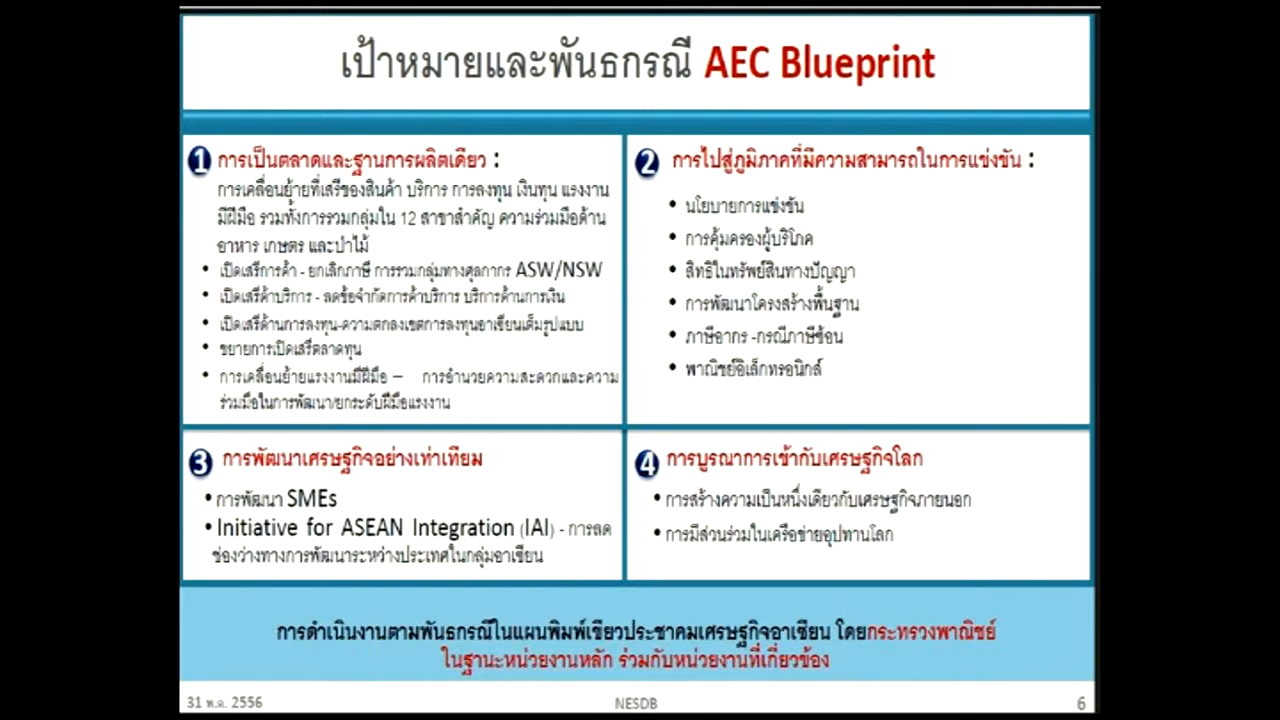 เป้าหมายและพันธกรณี AEC Blueprint
1 การเป็นตลาดและฐานการผลิตเดียว :
การเคลื่อนย้ายที่เสรีของสินค้า บริการ การลงทุน เงินทุน แรงงาน
มีฝีมือ รวมทั้งการรวมกลุ่มใน 12 สาขาสำคัญ ความร่วมมือด้าน
อาหาร เกษตร และป่าไม้
• เปิดเสรีการค้า - ยกเลิกภาษี การรวมกลุ่มทางศุลกากร ASW/NSW
• เปิดเสรีค้าบริการ - ลดข้อจำกัดการค้าบริการ บริการด้านการเงิน
• เปิดเสรีด้านการลงทุน-ความตกลงเขตการลงทุนอาเซียนเต็มรูปแบบ
• ขยายการเปิดเสรีตลาดทุน
• การเคลื่อนย้ายแรงงานมีฝีมือ – การอำนวยความสะดวกและความ
ร่วมมือในการพัฒนา/ยกระดับฝีมือแรงงาน
2 การไปสู่ภูมิภาคที่มีความสามารถในการแข่งขัน :
• นโยบายการแข่งขัน
• การคุ้มครองผู้บริโภค
• สิทธิในทรัพย์สินทางปัญญา
• การพัฒนาโครงสร้างพื้นฐาน
• ภาษีอากร -กรณีภาษีซ้อน
• พาณิชย์อิเล็กทรอนิกส์
3 การพัฒนาเศรษฐกิจอย่างเท่าเทียม
• การพัฒนา SMEs
• Initiative for ASEAN Integration (IAI) - การลด
ช่องว่างทางการพัฒนาระหว่างประเทศในกลุ่มอาเซียน
4 การบูรณาการเข้ากับเศรษฐกิจโลก
• การสร้างความเป็นหนึ่งเดียวกับเศรษฐกิจภายนอก
• การมีส่วนร่วมในเครือข่ายอุปทานโลก
การดำเนินงานตามพันธกรณีในแผนพิมพ์เขียวประชาคมเศรษฐกิจอาเซียน โดยกระทรวงพาณิชย์
ในฐานะหน่วยงานหลัก ร่วมกับหน่วยงานที่เกี่ยวข้อง
31 พ.ค. 2556
NESDB
6